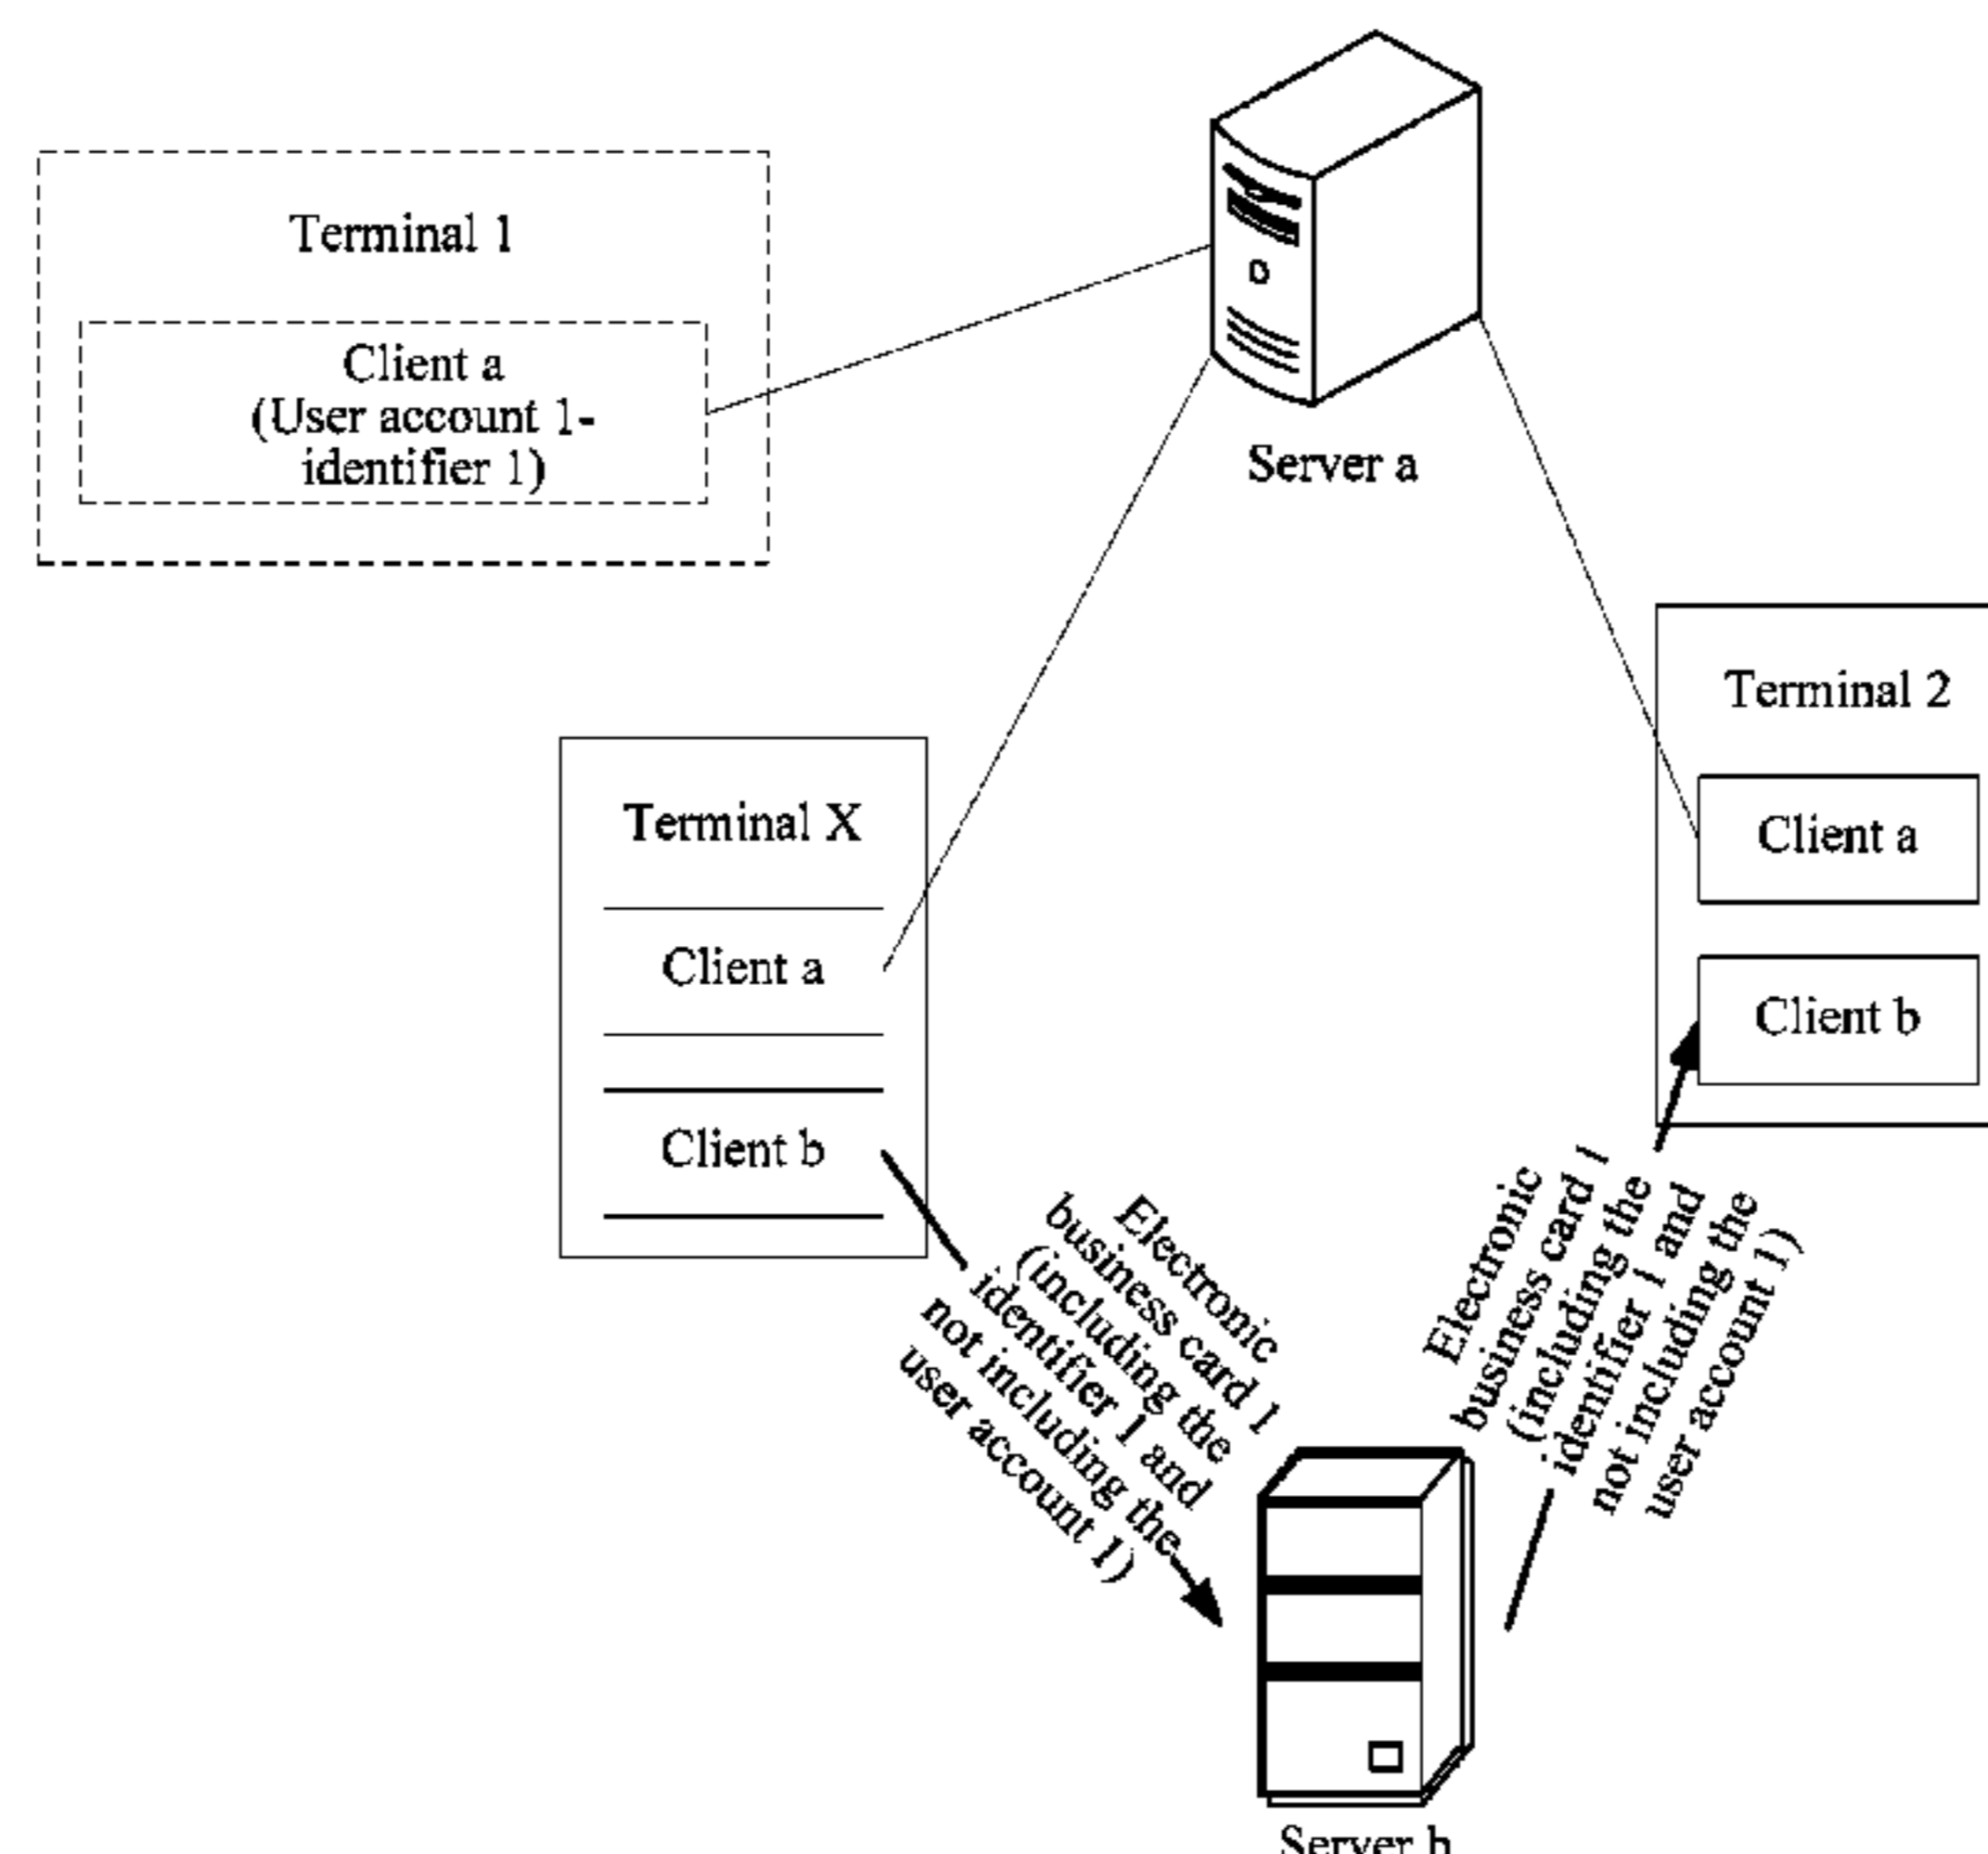 Terminal 1
Client a
(User account 1-
identifier 1)
Server a
Terminal X
Client a
Client b
Terminal 2
Client a
Client b
Electronic
business card 1
(including the
identifier 1 and
not including the
user account 1)
Electronic
business card 1
(including the
identifier 1 and
not including the
user account 1)
Server b